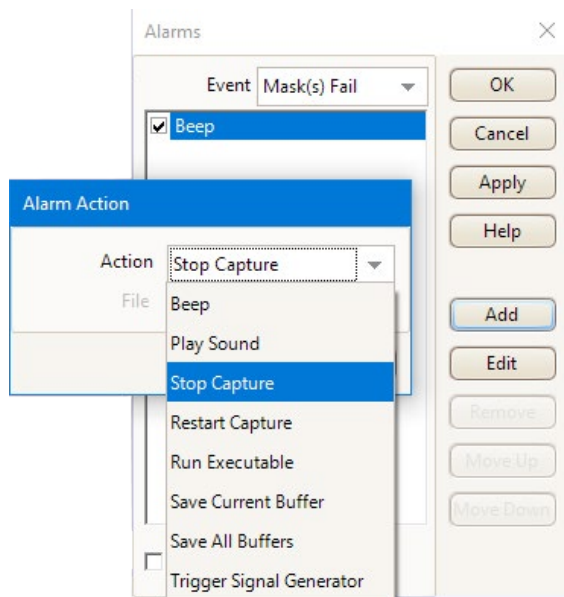 Alarms
Event Mask(s) Fail
OK
Beep
Cancel
Apply
Help
Alarm Action
Action Stop Capture
File
Beep
Play Sound
Stop Capture
Restart Capture
Run Executable
Save Current Buffer
Save All Buffers
Trigger Signal Generator
Add
Edit
Remove
Move Up
Move Down